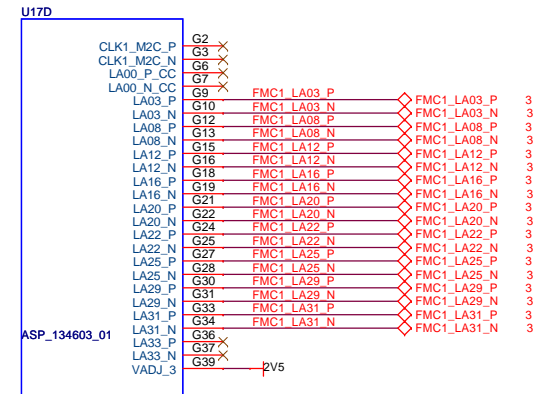 U17D
CLK1_M2C_P G2
CLK1_M2C_N G3
LA00_P_CC G6
LA00_N_CC G7
LA03_P G9 FMC1_LA03_P FMC1_LA03_P 3
LA03_N G10 FMC1_LA03_N FMC1_LA03_N 3
LA08_P G12 FMC1_LA08_P FMC1_LA08_P 3
LA08_N G13 FMC1_LA08_N FMC1_LA08_N 3
LA12_P G15 FMC1_LA12_P FMC1_LA12_P 3
LA12_N G16 FMC1_LA12_N FMC1_LA12_N 3
LA16_P G18 FMC1_LA16_P FMC1_LA16_P 3
LA16_N G19 FMC1_LA16_N FMC1_LA16_N 3
LA20_P G21 FMC1_LA20_P FMC1_LA20_P 3
LA20_N G22 FMC1_LA20_N FMC1_LA20_N 3
LA22_P G24 FMC1_LA22_P FMC1_LA22_P 3
LA22_N G25 FMC1_LA22_N FMC1_LA22_N 3
LA25_P G27 FMC1_LA25_P FMC1_LA25_P 3
LA25_N G28 FMC1_LA25_N FMC1_LA25_N 3
LA29_P G30 FMC1_LA29_P FMC1_LA29_P 3
LA29_N G31 FMC1_LA29_N FMC1_LA29_N 3
LA31_P G33 FMC1_LA31_P FMC1_LA31_P 3
LA31_N G34 FMC1_LA31_N FMC1_LA31_N 3
ASP_134603_01
LA33_P G36
LA33_N G37
VADJ_3 G39 2V5